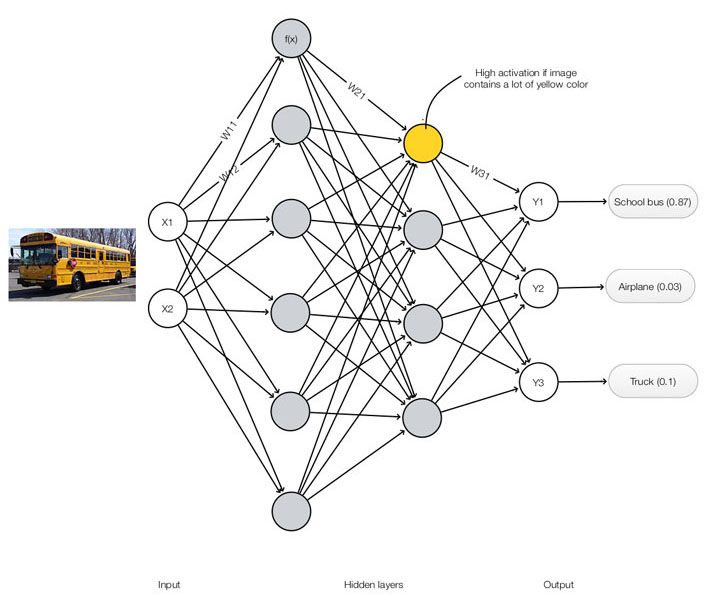 f(x)
High activation if image
contains a lot of yellow color
W21
W11
W12
W31
X1
Y1
School bus (0.87)
X2
Y2
Airplane (0.03)
Y3
Truck (0.1)
Input
Hidden layers
Output